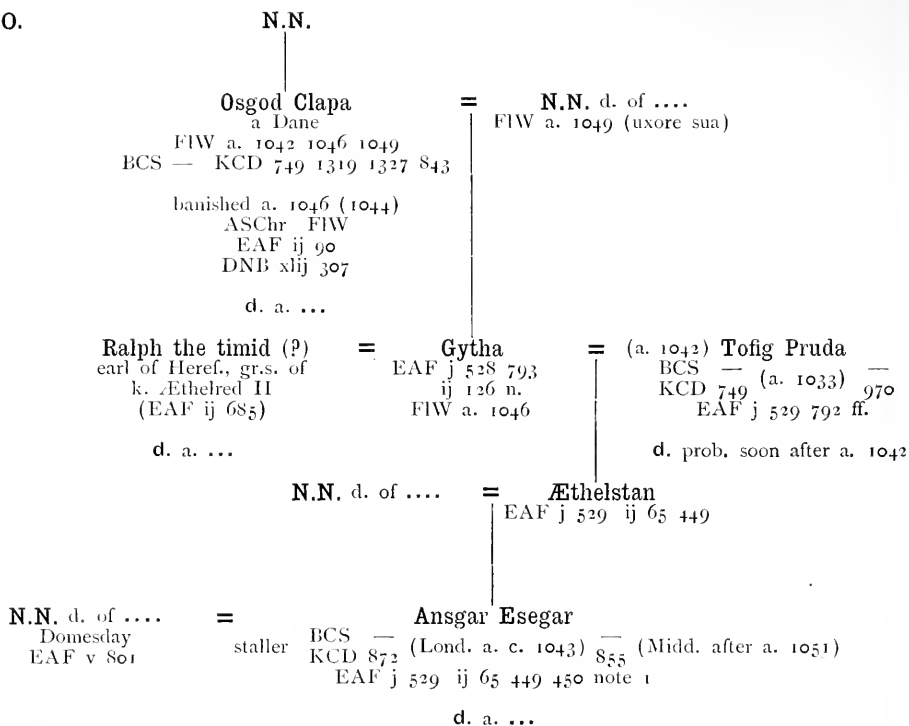 O. N.N.
Osgod Clapa = N.N. d. of ....
a Dane FlW a. 1049 (uxore sua)
FlW a. 1042 1046 1049
BCS — KCD 749 1319 1327 843
banished a. 1046 (1044)
ASChr FlW
EAF ij 90
DNB xlij 307
d. a. ...
Ralph the timid (?) = Gytha = (a. 1042) Tofig Pruda
earl of Heref., gr.s. of EAF j 528 793 BCS — —
k. Æthelred II ij 126 n. KCD 749 (a. 1033) 970
(EAF ij 685) FlW a. 1046 EAF j 529 792 ff.
d. a. ... d. prob. soon after a. 1042
N.N. d. of .... = Æthelstan
EAF j 529 ij 65 449
N.N. d. of .... = Ansgar Esegar
Domesday staller BCS — (Lond. a. c. 1043) — (Midd. after a. 1051)
EAF v 801 KCD 872 855
EAF j 529 ij 65 449 450 note 1
d. a. ...